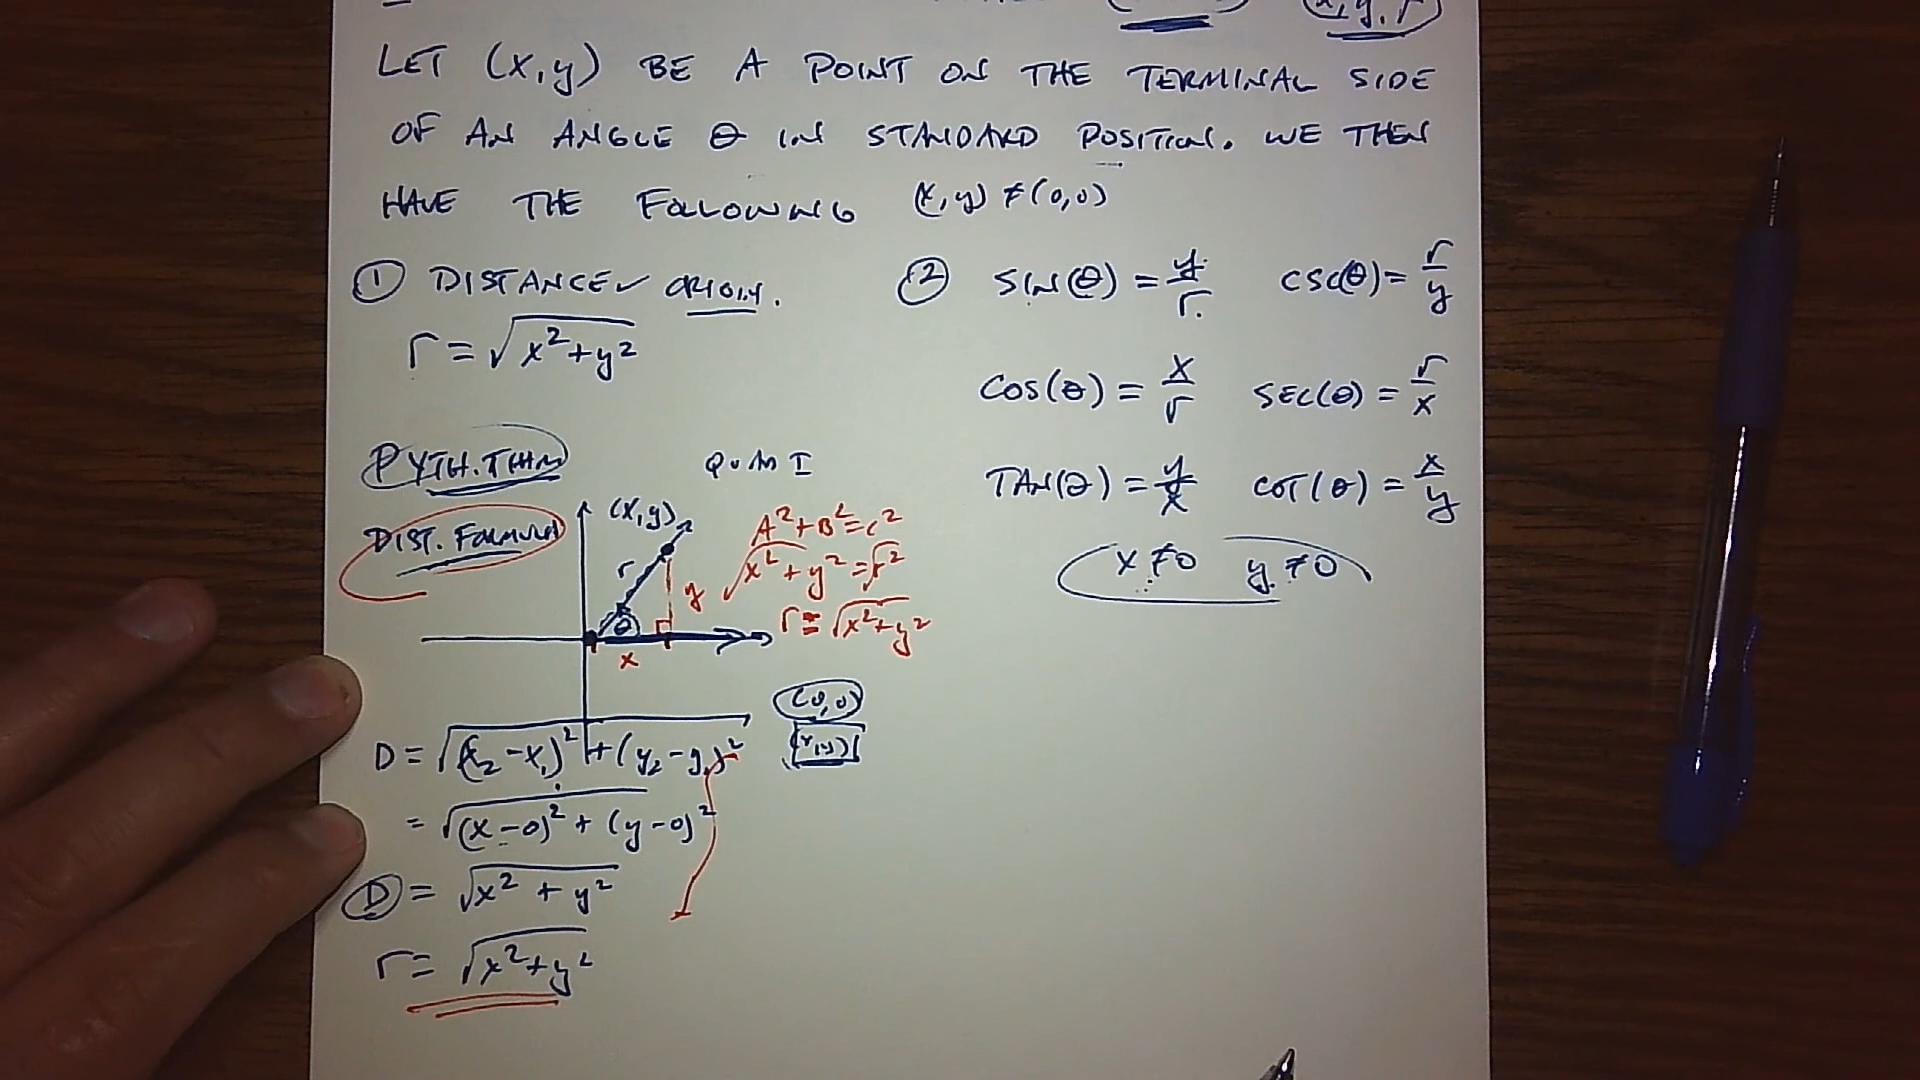 (x, y, r)
LET (x,y) BE A POINT ON THE TERMINAL SIDE
OF AN ANGLE θ IN STANDARD POSITION. WE THEN
HAVE THE FOLLOWING (x,y) ≠ (0,0)
① DISTANCE ORIGIN.
r = √(x²+y²)
② SIN(θ) = y/r CSC(θ) = r/y
COS(θ) = x/r SEC(θ) = r/x
TAN(θ) = y/x COT(θ) = x/y
x ≠ 0 y ≠ 0
PYTH. THM
DIST. FORMULA
QUAD I
(x,y)
r
θ
y
x
A²+B²=C²
√x²+y² = √r²
r = √(x²+y²)
(0,0)
(x,y)
D = √((x₂-x₁)² + (y₂-y₁)²)
= √((x-0)² + (y-0)²)
D = √(x² + y²)
r = √(x²+y²)